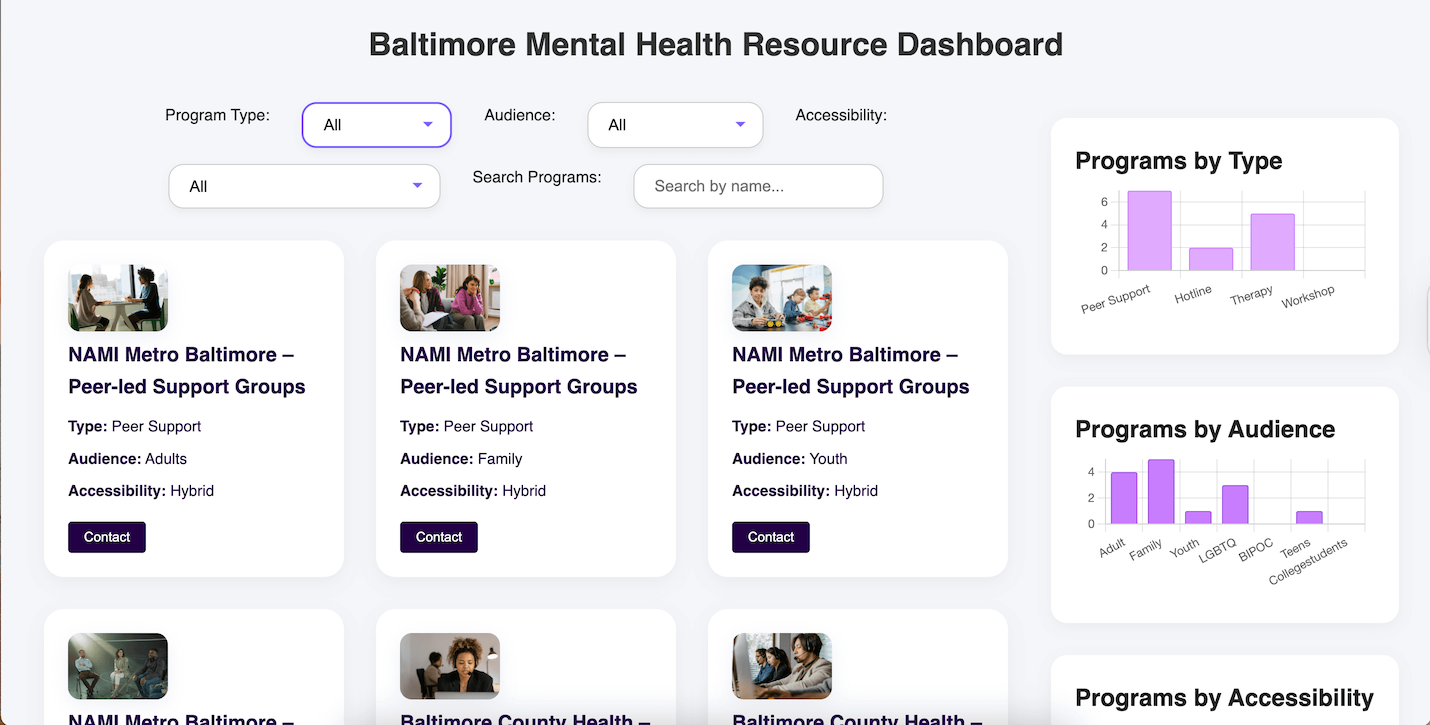 Baltimore Mental Health Resource Dashboard
Program Type:
All
Audience:
All
Accessibility:
All
Search Programs:
Search by name...
NAMI Metro Baltimore –
Peer-led Support Groups
Type: Peer Support
Audience: Adults
Accessibility: Hybrid
Contact
NAMI Metro Baltimore –
Peer-led Support Groups
Type: Peer Support
Audience: Family
Accessibility: Hybrid
Contact
NAMI Metro Baltimore –
Peer-led Support Groups
Type: Peer Support
Audience: Youth
Accessibility: Hybrid
Contact
NAMI Metro Baltimore –
Baltimore County Health –
Baltimore County Health –
Programs by Type
6
4
2
0
Peer Support
Hotline
Therapy
Workshop
Programs by Audience
4
2
0
Adult
Family
Youth
LGBTQ
BIPOC
Teens
Collegestudents
Programs by Accessibility